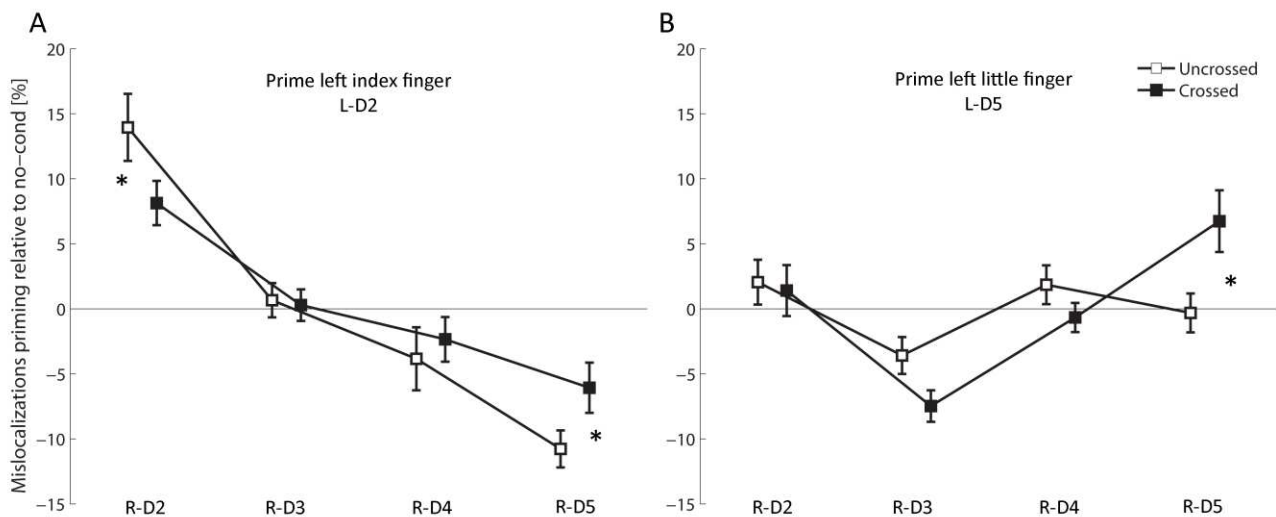 A
B
Mislocalizations priming relative to no-cond [%]
20
15
10
5
0
−5
−10
−15
Prime left index finger
L-D2
*
*
R-D2 R-D3 R-D4 R-D5
20
15
10
5
0
−5
−10
−15
Prime left little finger
L-D5
Uncrossed
Crossed
*
R-D2 R-D3 R-D4 R-D5